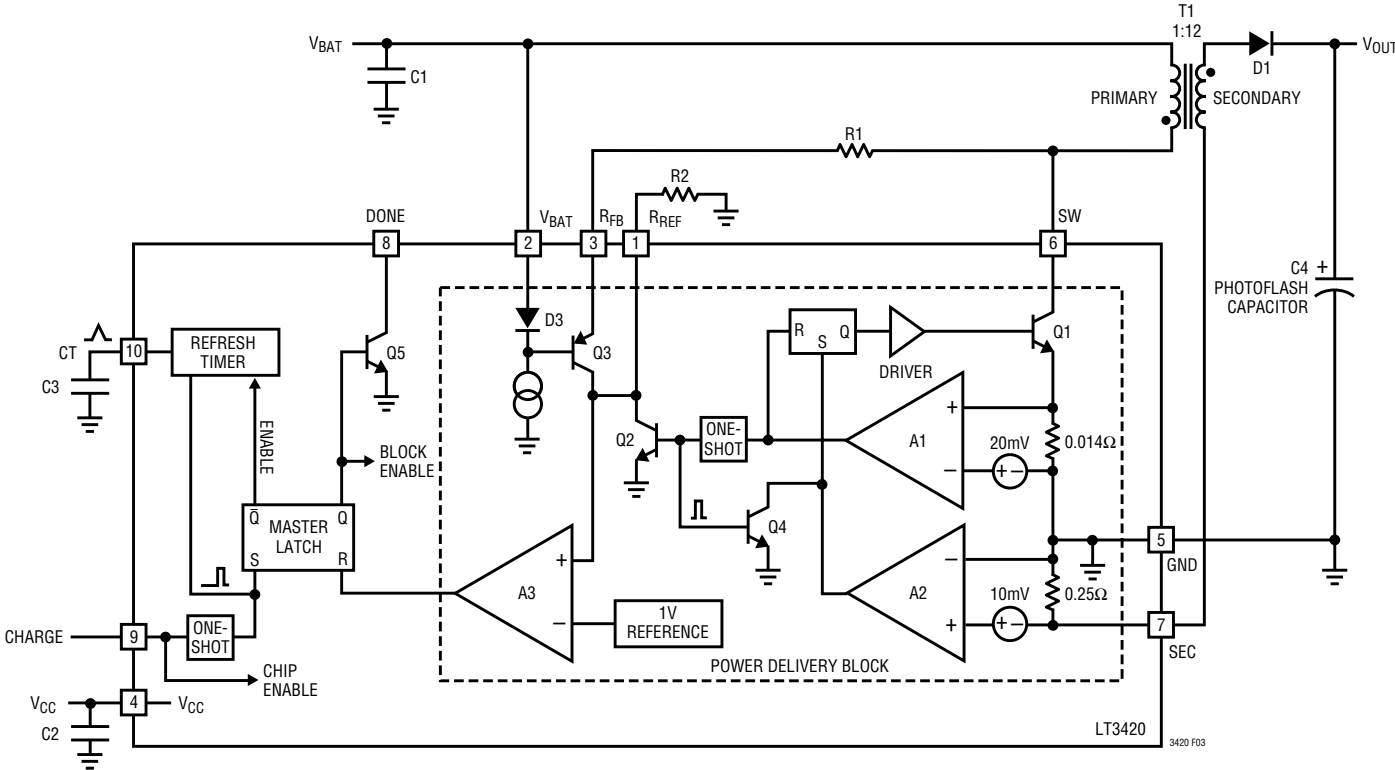 T1
1:12
VBAT
C1
D1
VOUT
PRIMARY
SECONDARY
R1
R2
DONE
VBAT
RFB
RREF
SW
8
2
3
1
6
C4
+
PHOTOFLASH
CAPACITOR
D3
R
Q
S
Q1
CT
10
REFRESH
TIMER
Q5
Q3
DRIVER
C3
ENABLE
Q2
ONE-
SHOT
A1
+
–
20mV
+ –
0.014Ω
BLOCK
ENABLE
Q̅
Q
MASTER
LATCH
S
R
Q4
5
GND
A3
+
–
A2
–
+
10mV
+ –
0.25Ω
1V
REFERENCE
CHARGE
9
ONE-
SHOT
7
SEC
POWER DELIVERY BLOCK
CHIP
ENABLE
VCC
4
VCC
C2
LT3420
3420 F03